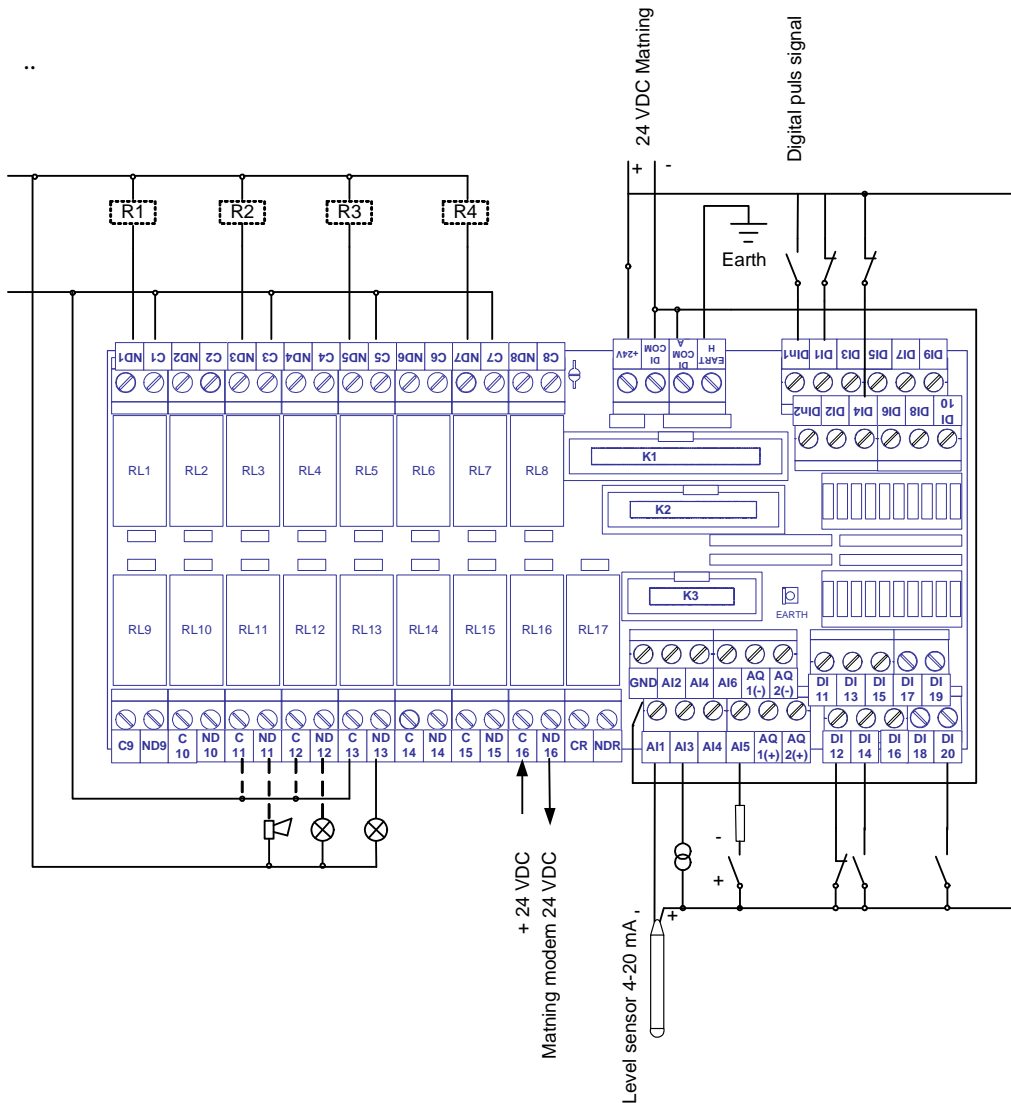 ..
24 VDC Matning
+
-
Digital puls signal
R1
R2
R3
R4
Earth
ND1
C1
ND2
C2
ND3
C3
ND4
C4
ND5
C5
ND6
C6
ND7
C7
ND8
C8
+24V
DI
COM
DI
COM
A
EART
H
DIn1
DI1
DI3
DI5
DI7
DI9
DIn2
DI2
DI4
DI6
DI8
DI
10
RL1
RL2
RL3
RL4
RL5
RL6
RL7
RL8
K1
K2
RL9
RL10
RL11
RL12
RL13
RL14
RL15
RL16
RL17
K3
EARTH
GND
AI2
AI4
AI6
AQ
1(-)
AQ
2(-)
DI
11
DI
13
DI
15
DI
17
DI
19
C9
ND9
C
10
ND
10
C
11
ND
11
C
12
ND
12
C
13
ND
13
C
14
ND
14
C
15
ND
15
C
16
ND
16
CR
NDR
AI1
AI3
AI4
AI5
AQ
1(+)
AQ
2(+)
DI
12
DI
14
DI
16
DI
18
DI
20
+ 24 VDC
Matning modem 24 VDC
-
+
+
Level sensor 4-20 mA ,